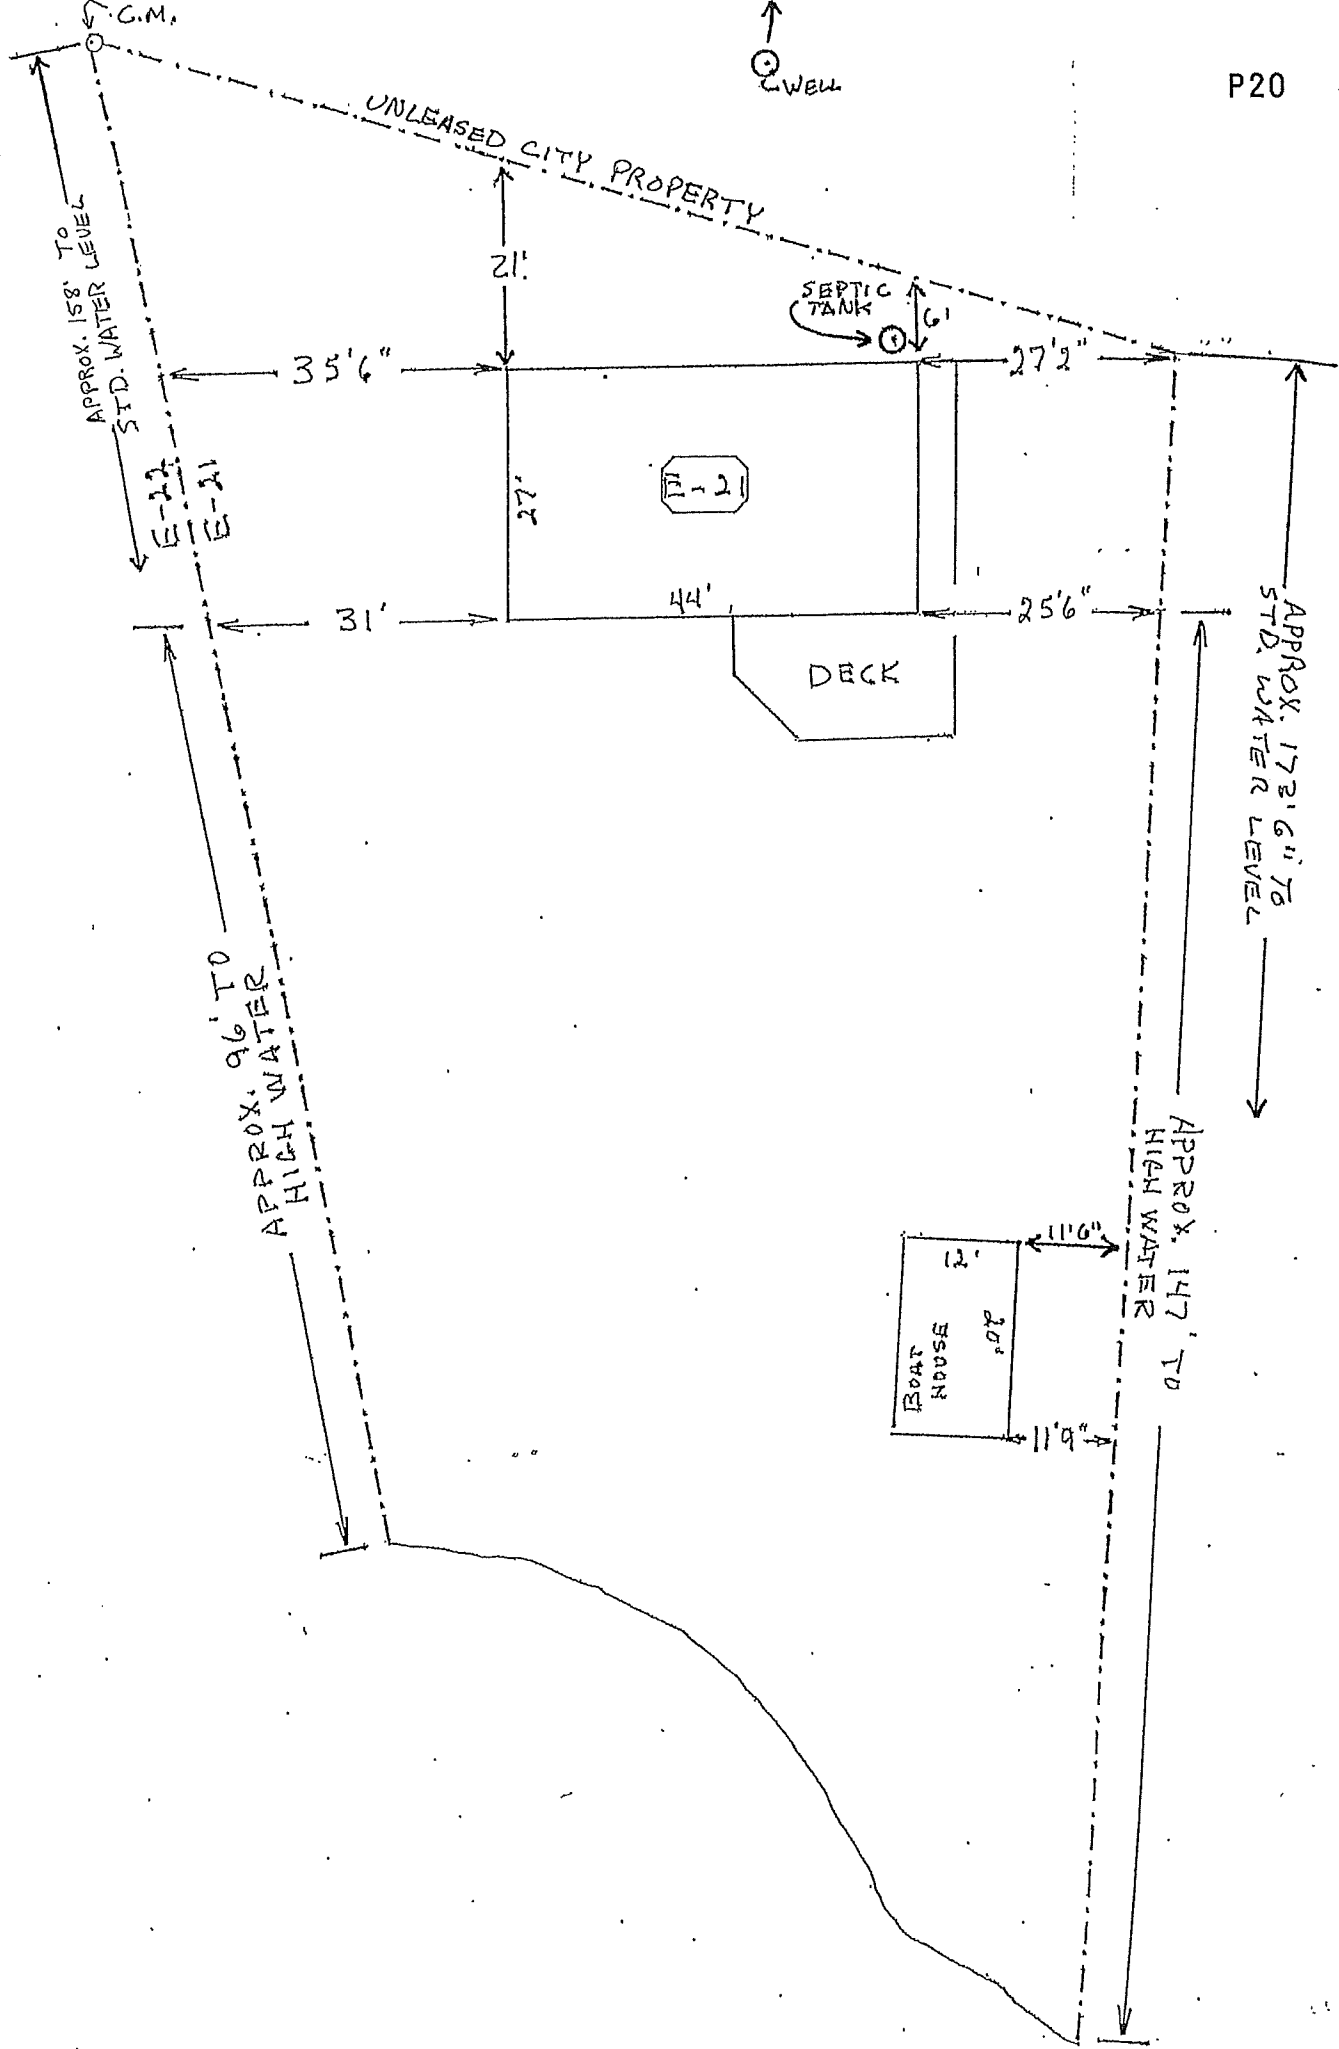 C.M.
WELL
P20
UNLEASED CITY PROPERTY
APPROX. 158' TO
STD. WATER LEVEL
21'
SEPTIC
TANK
6'
35'6"
27'2"
E-22
E-21
27'
E-21
44'
31'
25'6"
DECK
APPROX. 173'6" TO
STD. WATER LEVEL
APPROX. 96' TO
HIGH WATER
APPROX. 147' TO
HIGH WATER
11'6"
12'
20'
BOAT
HOUSE
11'9"